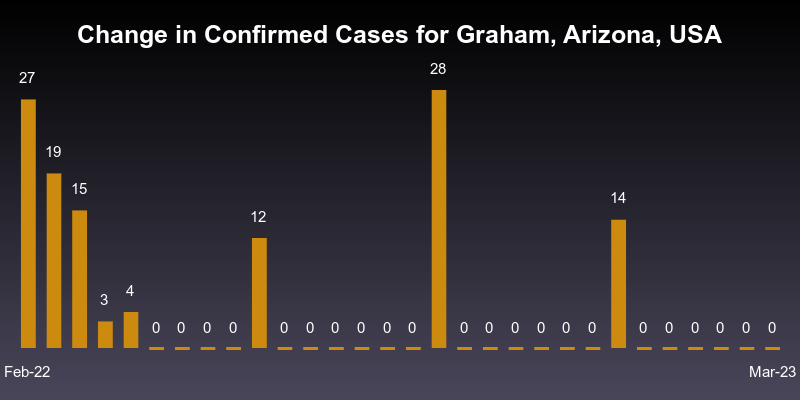 Change in Confirmed Cases for Graham, Arizona, USA
27 19 15 3 4 0 0 0 0 12 0 0 0 0 0 0 28 0 0 0 0 0 0 14 0 0 0 0 0 0
Feb-22 Mar-23